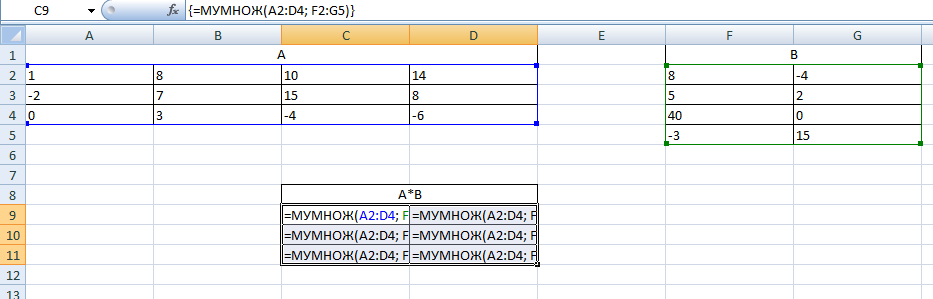 C9 fx {=МУМНОЖ(A2:D4; F2:G5)}
A B C D E F G
1 A B
2 1 8 10 14 8 -4
3 -2 7 15 8 5 2
4 0 3 -4 -6 40 0
5 -3 15
6
7
8 A*B
9 =МУМНОЖ(A2:D4; F =МУМНОЖ(A2:D4; F
10 =МУМНОЖ(A2:D4; F =МУМНОЖ(A2:D4; F
11 =МУМНОЖ(A2:D4; F =МУМНОЖ(A2:D4; F
12
13